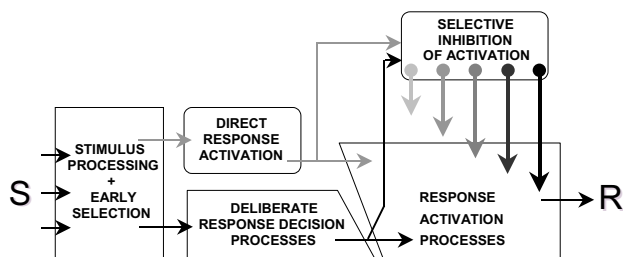 SELECTIVE
INHIBITION
OF ACTIVATION
DIRECT
RESPONSE
ACTIVATION
STIMULUS
PROCESSING
+
EARLY
SELECTION
S
DELIBERATE
RESPONSE DECISION
PROCESSES
RESPONSE
ACTIVATION
PROCESSES
R